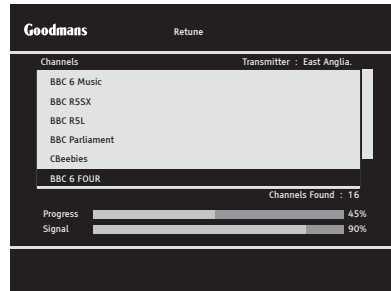 Goodmans Retune
Channels Transmitter : East Anglia.
BBC 6 Music
BBC R5SX
BBC R5L
BBC Parliament
CBeebies
BBC 6 FOUR
Channels Found : 16
Progress 45%
Signal 90%